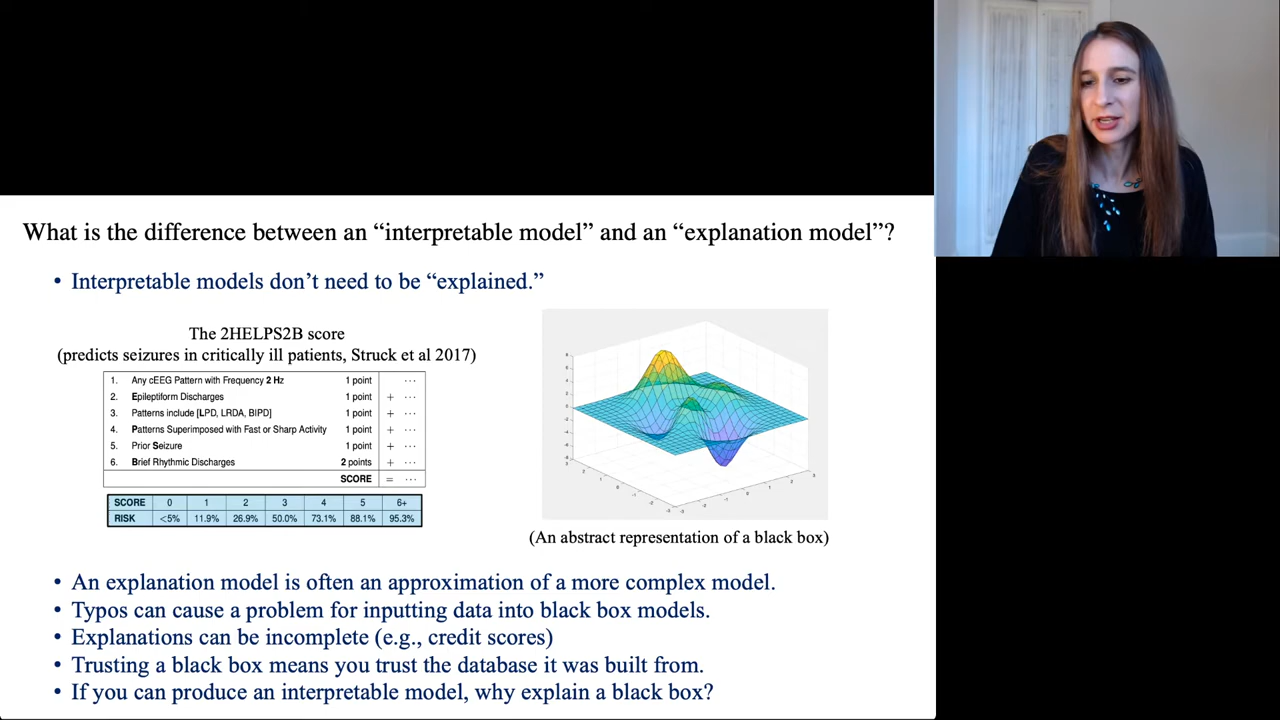 What is the difference between an “interpretable model” and an “explanation model”?
• Interpretable models don’t need to be “explained.”
The 2HELPS2B score
(predicts seizures in critically ill patients, Struck et al 2017)
1. Any cEEG Pattern with Frequency 2 Hz 1 point ...
2. Epileptiform Discharges 1 point + ...
3. Patterns include [LPD, LRDA, BIPD] 1 point + ...
4. Patterns Superimposed with Fast or Sharp Activity 1 point + ...
5. Prior Seizure 1 point + ...
6. Brief Rhythmic Discharges 2 points + ...
SCORE = ...
SCORE 0 1 2 3 4 5 6+
RISK <5% 11.9% 26.9% 50.0% 73.1% 88.1% 95.3%
(An abstract representation of a black box)
• An explanation model is often an approximation of a more complex model.
• Typos can cause a problem for inputting data into black box models.
• Explanations can be incomplete (e.g., credit scores)
• Trusting a black box means you trust the database it was built from.
• If you can produce an interpretable model, why explain a black box?